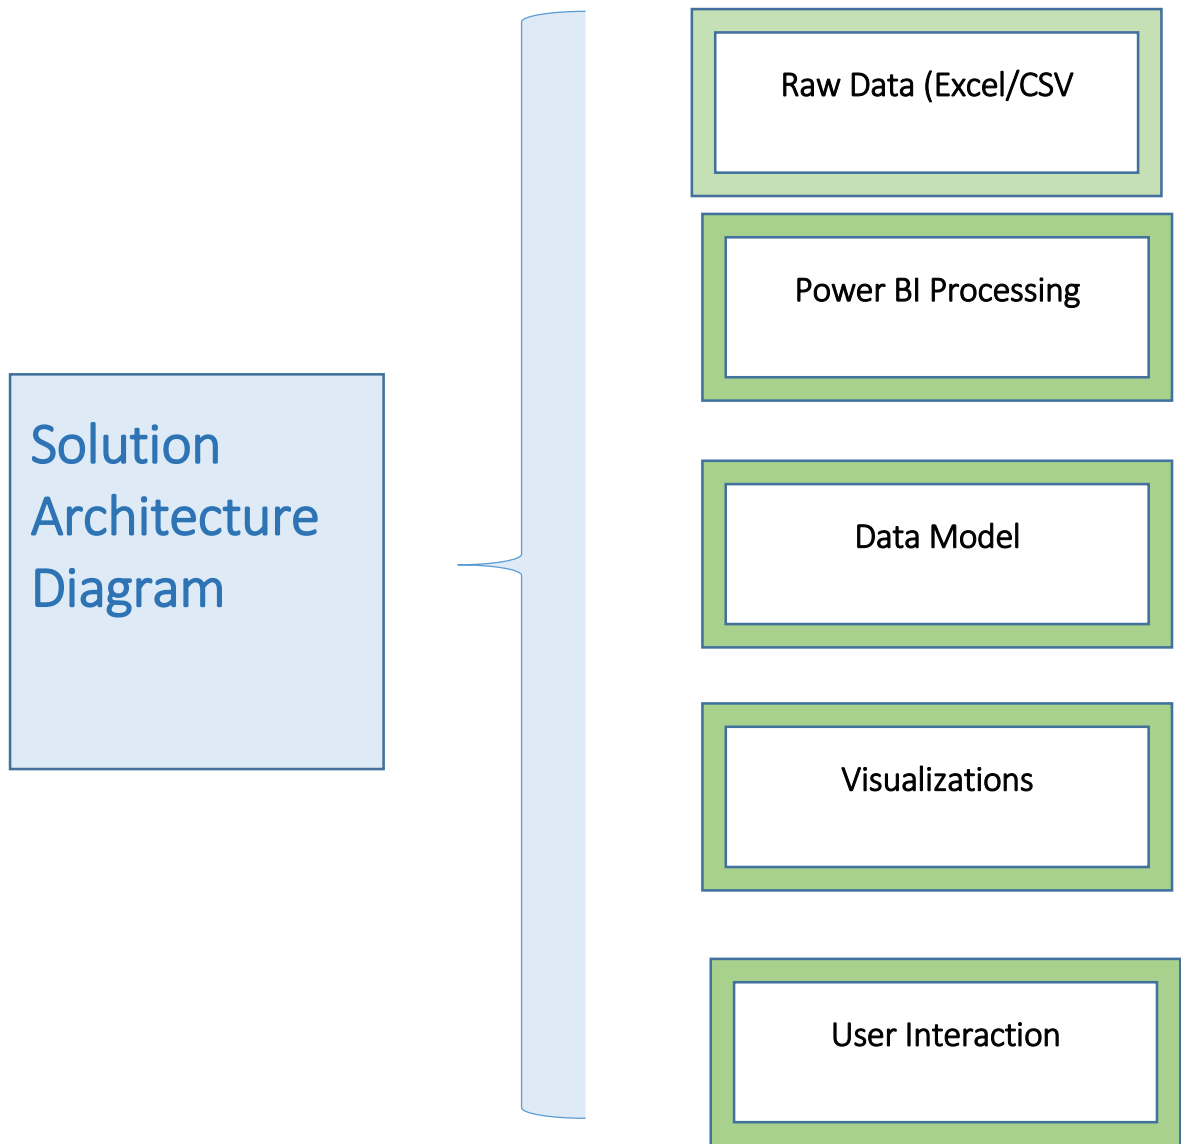 Solution
Architecture
Diagram
Raw Data (Excel/CSV
Power BI Processing
Data Model
Visualizations
User Interaction